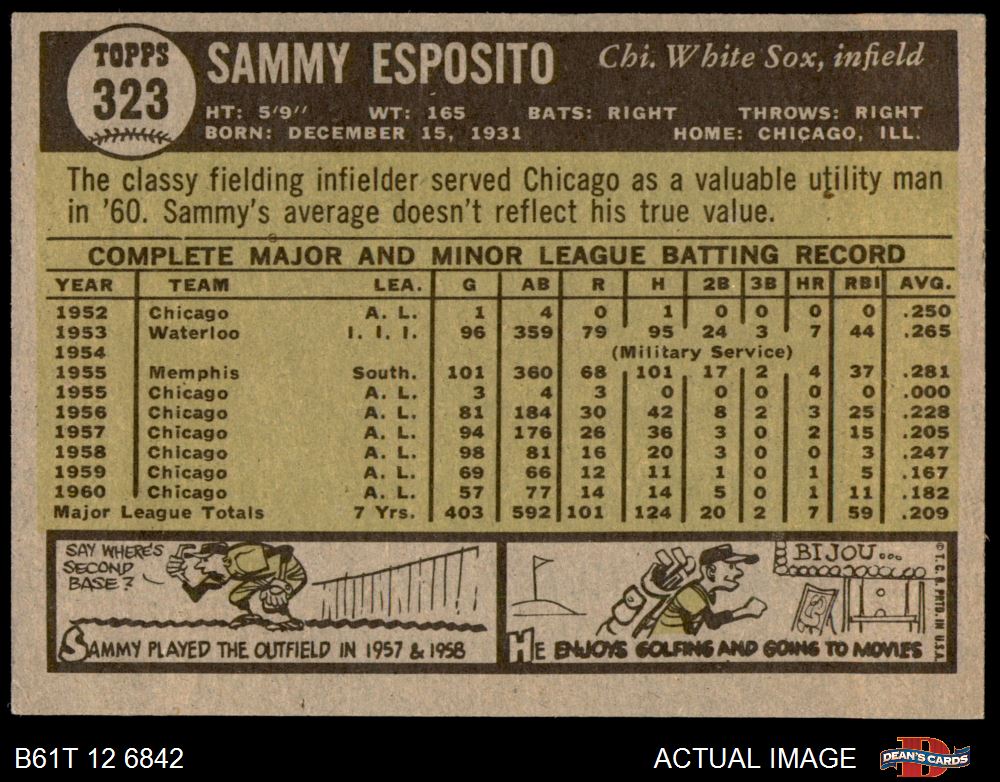 TOPPS
323
SAMMY ESPOSITO
Chi. White Sox, infield
HT: 5'9'' WT: 165 BATS: RIGHT THROWS: RIGHT
BORN: DECEMBER 15, 1931 HOME: CHICAGO, ILL.
The classy fielding infielder served Chicago as a valuable utility man
in '60. Sammy's average doesn't reflect his true value.
COMPLETE MAJOR AND MINOR LEAGUE BATTING RECORD
YEAR TEAM LEA. G AB R H 2B 3B HR RBI AVG.
1952 Chicago A. L. 1 4 0 1 0 0 0 0 .250
1953 Waterloo I. I. I. 96 359 79 95 24 3 7 44 .265
1954 (Military Service)
1955 Memphis South. 101 360 68 101 17 2 4 37 .281
1955 Chicago A. L. 3 4 3 0 0 0 0 0 .000
1956 Chicago A. L. 81 184 30 42 8 2 3 25 .228
1957 Chicago A. L. 94 176 26 36 3 0 2 15 .205
1958 Chicago A. L. 98 81 16 20 3 0 0 3 .247
1959 Chicago A. L. 69 66 12 11 1 0 1 5 .167
1960 Chicago A. L. 57 77 14 14 5 0 1 11 .182
Major League Totals 7 Yrs. 403 592 101 124 20 2 7 59 .209
SAY WHERE'S
SECOND
BASE?
SAMMY PLAYED THE OUTFIELD IN 1957 & 1958
BIJOU...
HE ENJOYS GOLFING AND GOING TO MOVIES
© T. C. G. PRTD. IN U.S.A.
B61T 12 6842
ACTUAL IMAGE
DEAN'S CARDS